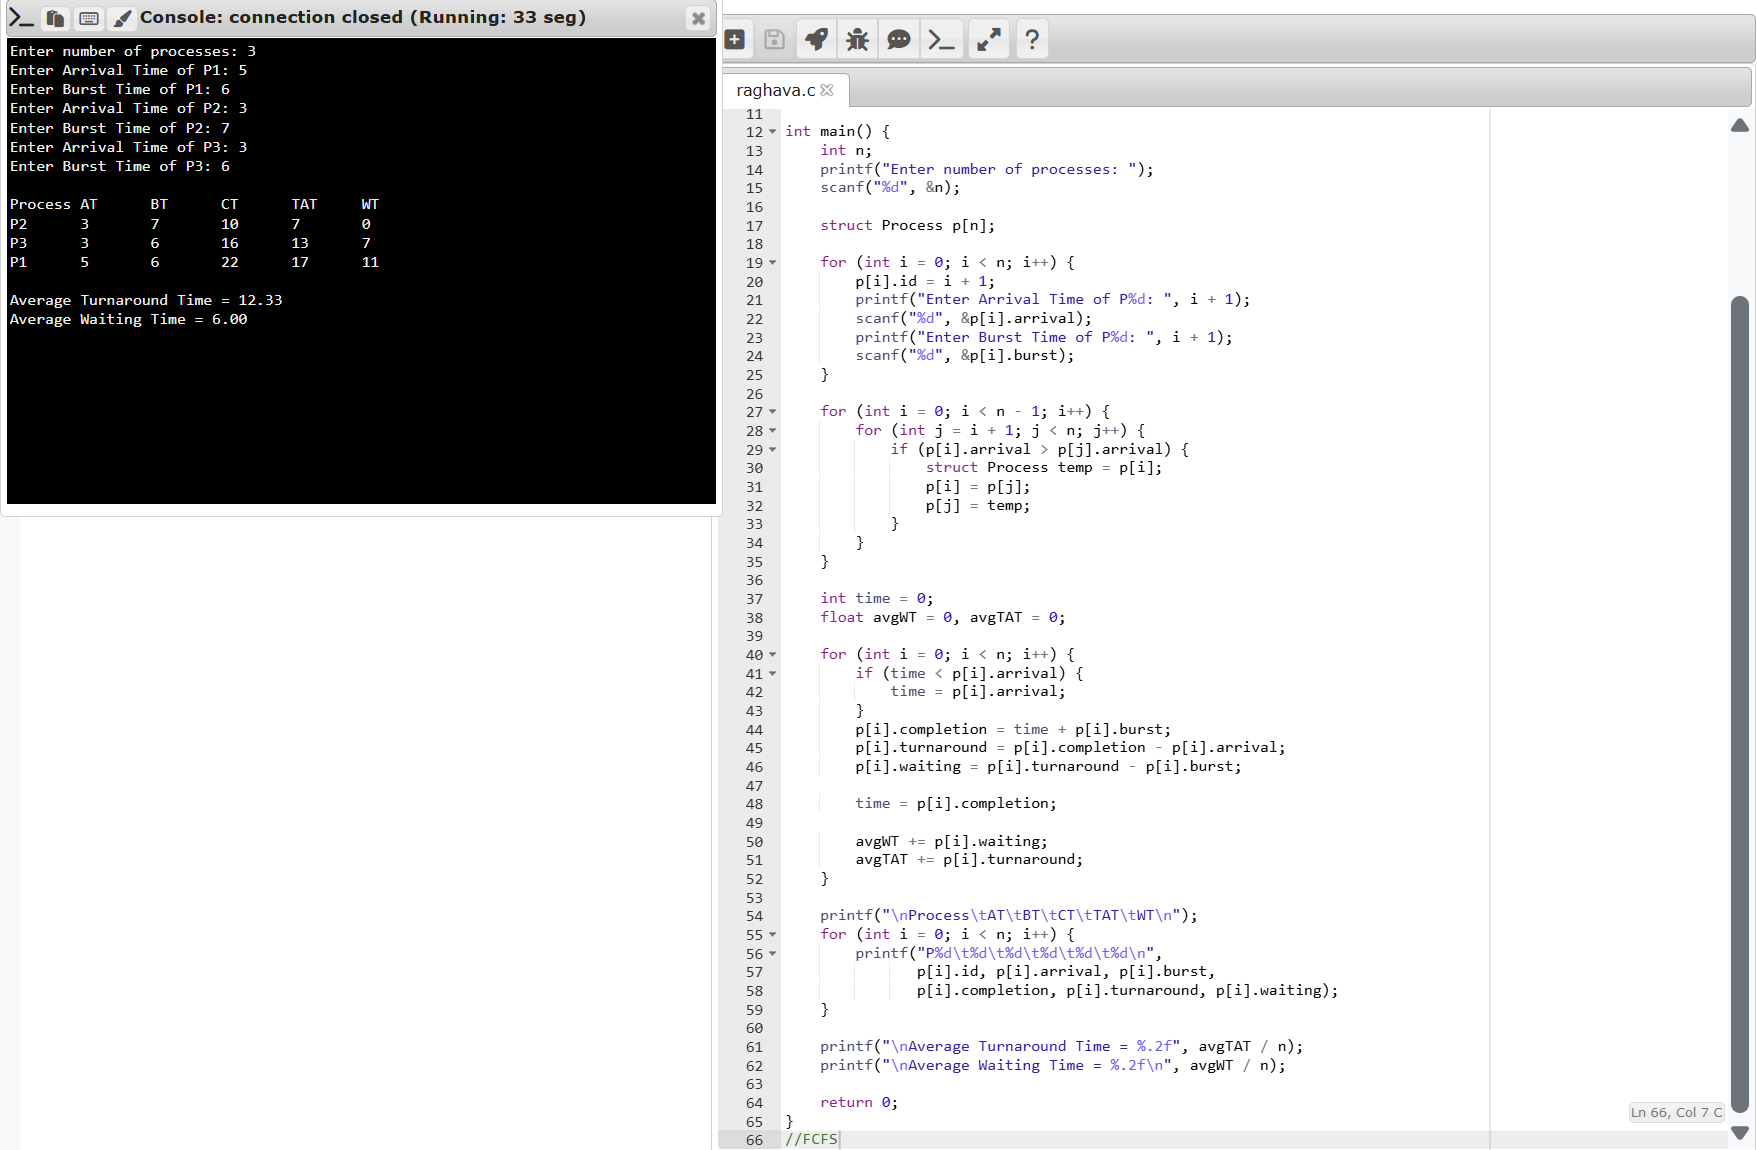 Console: connection closed (Running: 33 seg)
Enter number of processes: 3
Enter Arrival Time of P1: 5
Enter Burst Time of P1: 6
Enter Arrival Time of P2: 3
Enter Burst Time of P2: 7
Enter Arrival Time of P3: 3
Enter Burst Time of P3: 6
Process AT BT CT TAT WT
P2 3 7 10 7 0
P3 3 6 16 13 7
P1 5 6 22 17 11
Average Turnaround Time = 12.33
Average Waiting Time = 6.00
raghava.c
11
12 int main() {
13     int n;
14     printf("Enter number of processes: ");
15     scanf("%d", &n);
16
17     struct Process p[n];
18
19     for (int i = 0; i < n; i++) {
20         p[i].id = i + 1;
21         printf("Enter Arrival Time of P%d: ", i + 1);
22         scanf("%d", &p[i].arrival);
23         printf("Enter Burst Time of P%d: ", i + 1);
24         scanf("%d", &p[i].burst);
25     }
26
27     for (int i = 0; i < n - 1; i++) {
28         for (int j = i + 1; j < n; j++) {
29             if (p[i].arrival > p[j].arrival) {
30                 struct Process temp = p[i];
31                 p[i] = p[j];
32                 p[j] = temp;
33             }
34         }
35     }
36
37     int time = 0;
38     float avgWT = 0, avgTAT = 0;
39
40     for (int i = 0; i < n; i++) {
41         if (time < p[i].arrival) {
42             time = p[i].arrival;
43         }
44         p[i].completion = time + p[i].burst;
45         p[i].turnaround = p[i].completion - p[i].arrival;
46         p[i].waiting = p[i].turnaround - p[i].burst;
47
48         time = p[i].completion;
49
50         avgWT += p[i].waiting;
51         avgTAT += p[i].turnaround;
52     }
53
54     printf("\nProcess\tAT\tBT\tCT\tTAT\tWT\n");
55     for (int i = 0; i < n; i++) {
56         printf("P%d\t%d\t%d\t%d\t%d\t%d\n",
57                p[i].id, p[i].arrival, p[i].burst,
58                p[i].completion, p[i].turnaround, p[i].waiting);
59     }
60
61     printf("\nAverage Turnaround Time = %.2f", avgTAT / n);
62     printf("\nAverage Waiting Time = %.2f\n", avgWT / n);
63
64     return 0;
65 }
66 //FCFS
Ln 66, Col 7 C